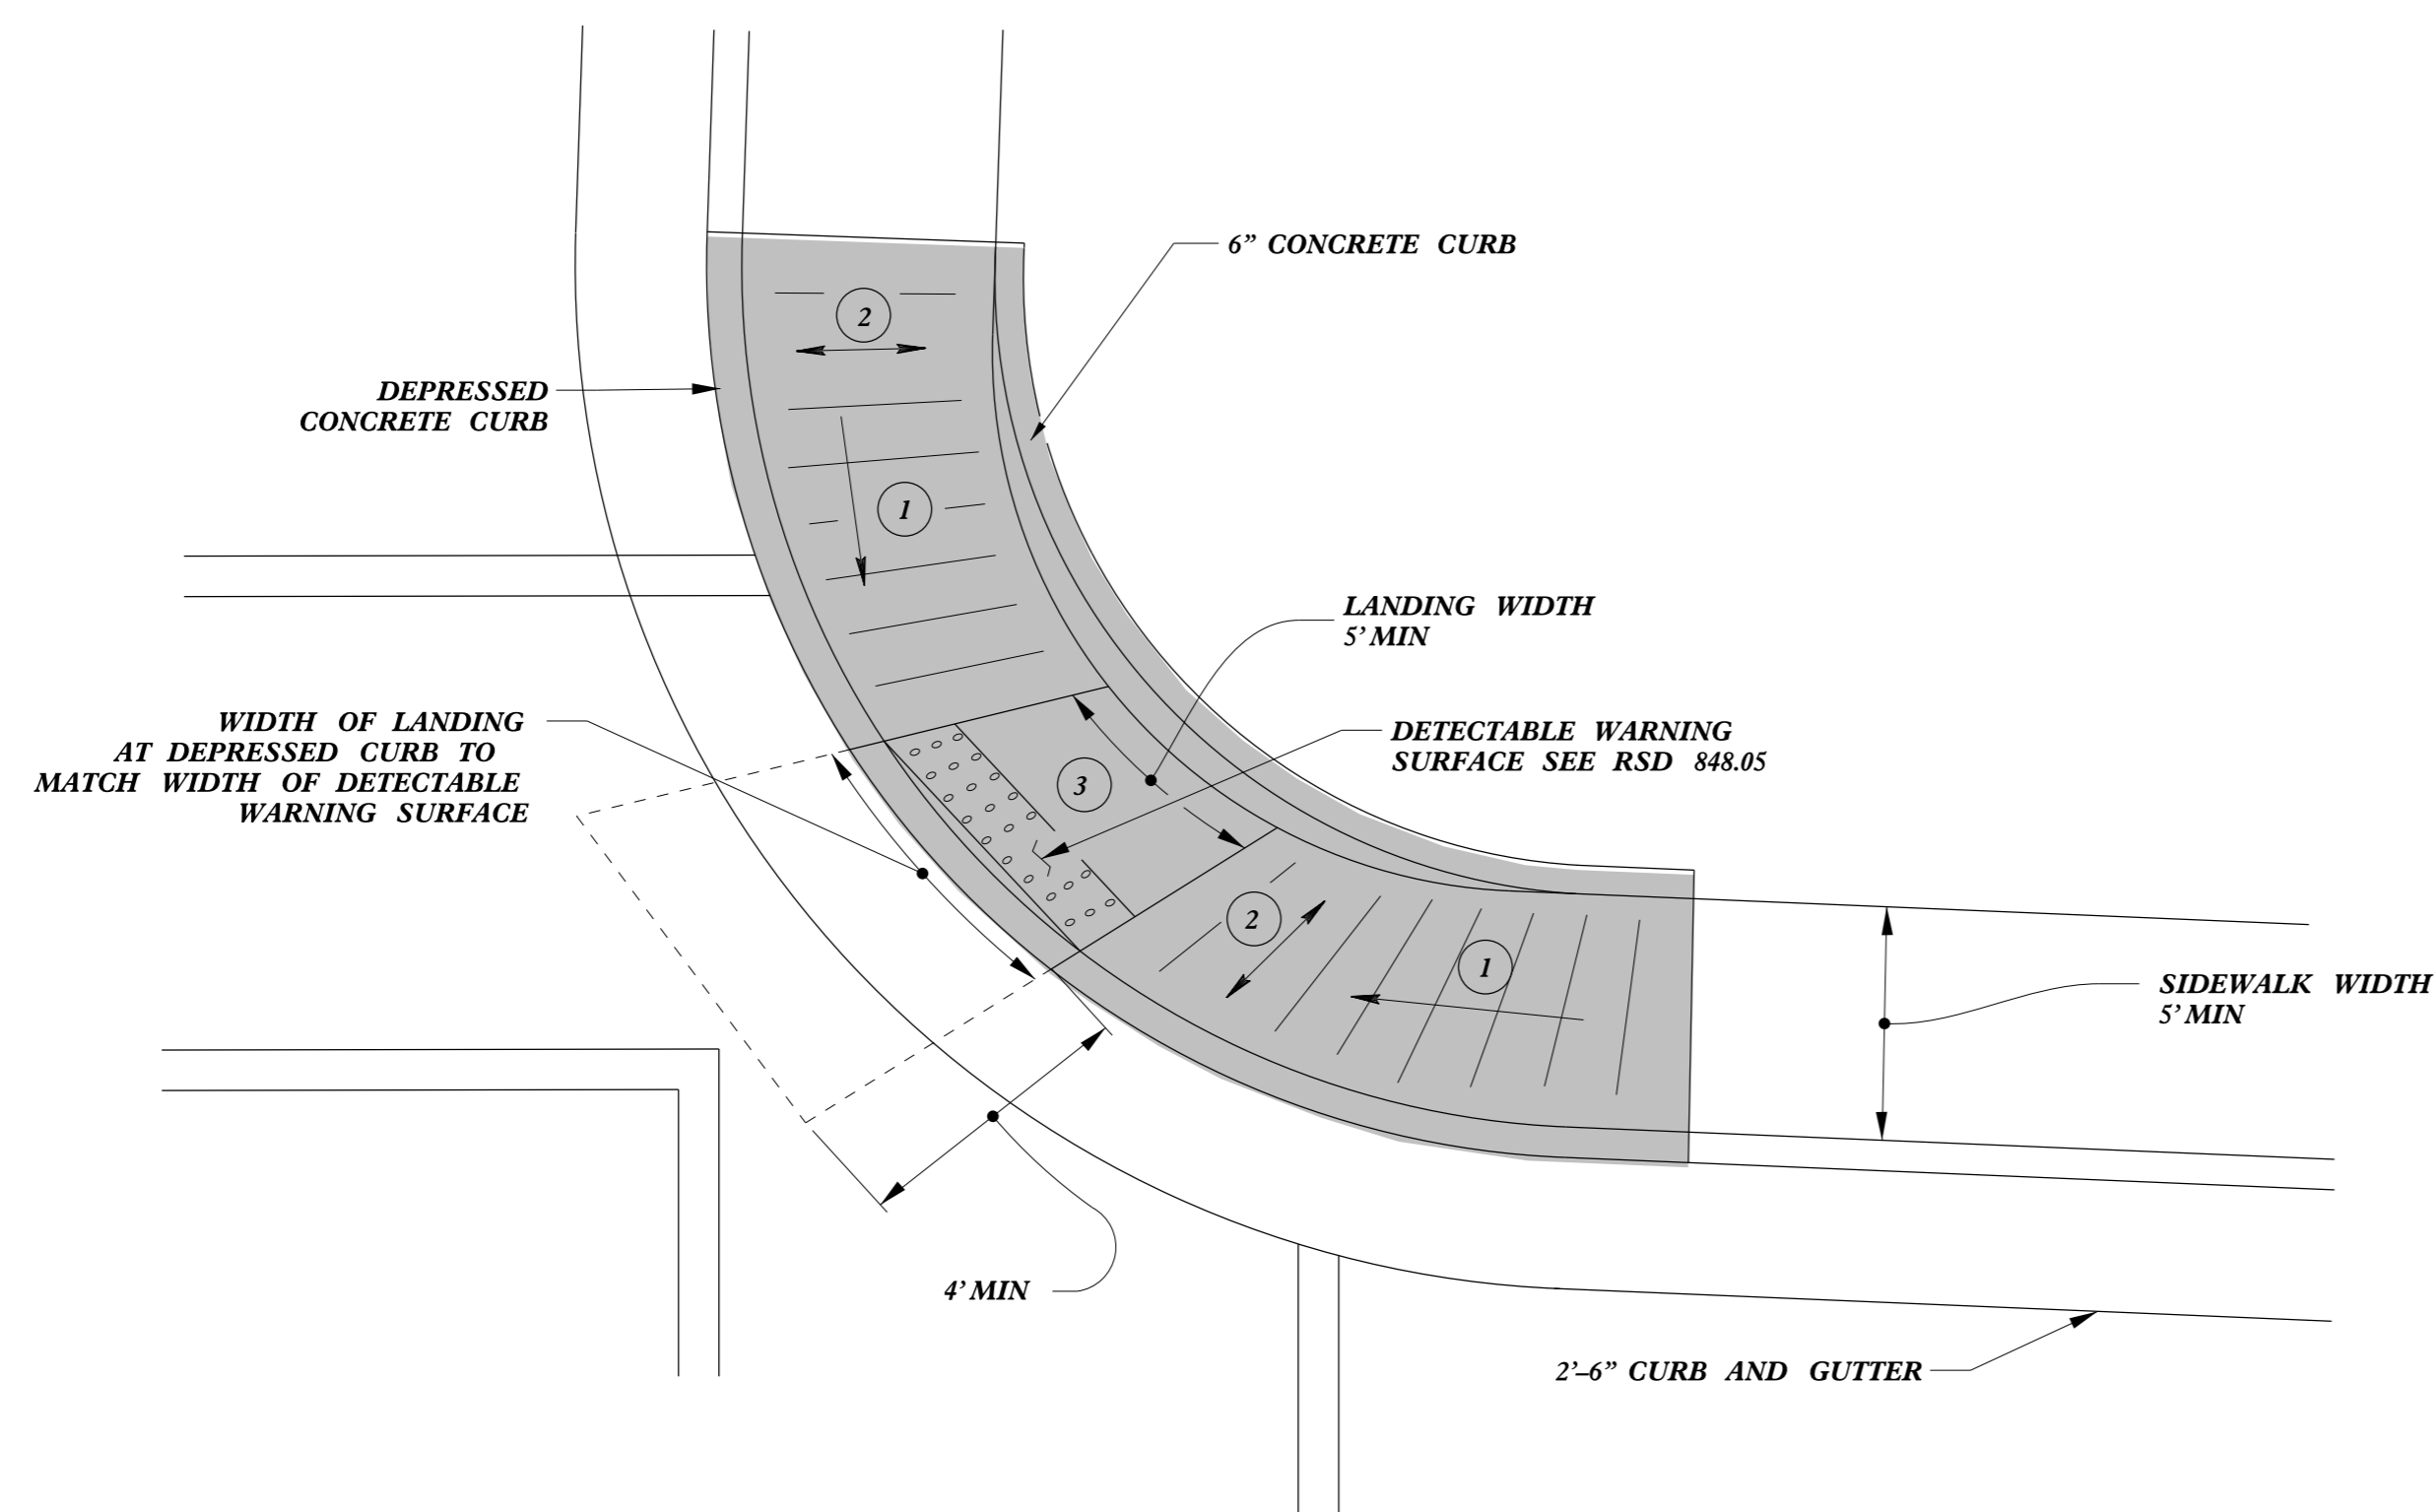 6” CONCRETE CURB
2
DEPRESSED
CONCRETE CURB
1
LANDING WIDTH
5’ MIN
WIDTH OF LANDING
AT DEPRESSED CURB TO
MATCH WIDTH OF DETECTABLE
WARNING SURFACE
DETECTABLE WARNING
SURFACE SEE RSD 848.05
3
2
1
SIDEWALK WIDTH
5’ MIN
4’ MIN
2’–6” CURB AND GUTTER